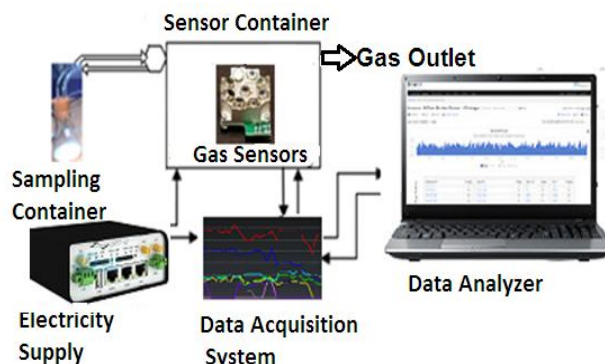 Sensor Container
Gas Outlet
Gas Sensors
Sampling
Container
Electricity
Supply
Data Acquisition
System
Data Analyzer